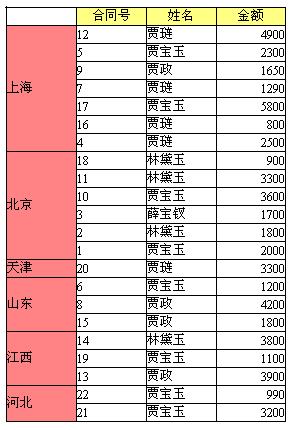 合同号 姓名 金额
上海 12 贾琏 4900
5 贾宝玉 2300
9 贾政 1650
7 贾琏 1290
17 贾宝玉 5800
16 贾琏 800
4 贾琏 2500
北京 18 林黛玉 900
11 林黛玉 3300
10 贾宝玉 3600
3 薛宝钗 1700
2 林黛玉 1800
1 贾宝玉 2000
天津 20 贾琏 3300
山东 6 贾宝玉 1200
8 贾政 4200
15 贾政 1800
江西 14 林黛玉 3800
19 贾宝玉 1100
13 贾政 3900
河北 22 贾宝玉 990
21 贾宝玉 3200